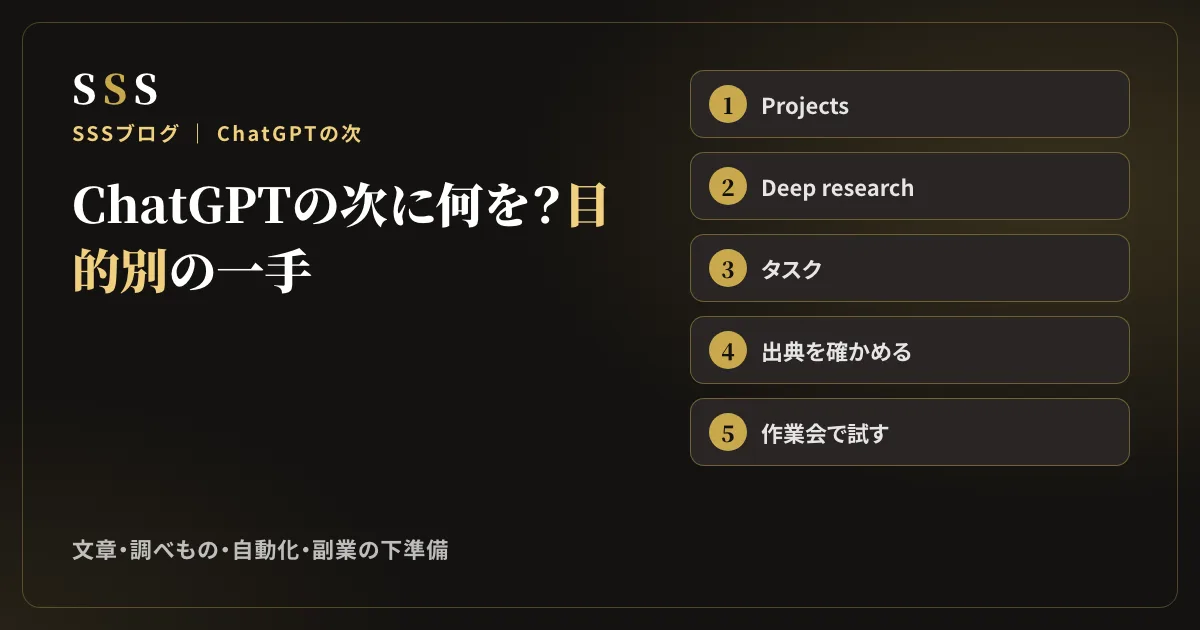 SSS
SSSブログ ｜ ChatGPTの次
ChatGPTの次に何を？目
的別の一手
文章・調べもの・自動化・副業の下準備
1 Projects
2 Deep research
3 タスク
4 出典を確かめる
5 作業会で試す